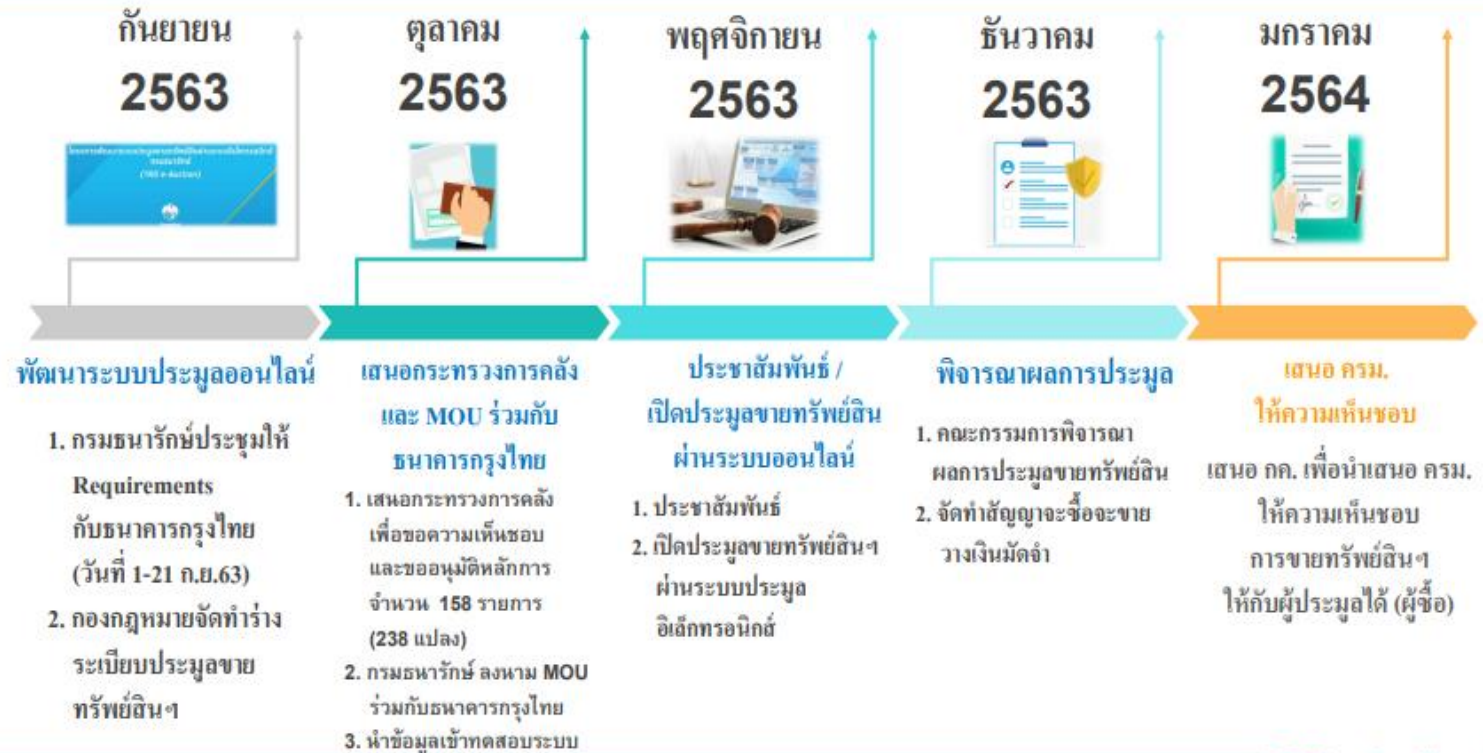 กันยายน
2563
ตุลาคม
2563
พฤศจิกายน
2563
ธันวาคม
2563
มกราคม
2564
(TRD e-Auction)
พัฒนาระบบประมูลออนไลน์
1. กรมธนารักษ์ประชุมให้
Requirements
กับธนาคารกรุงไทย
(วันที่ 1-21 ก.ย.63)
2. กองกฎหมายจัดทำร่าง
ระเบียบประมูลขาย
ทรัพย์สินฯ
เสนอกระทรวงการคลัง
และ MOU ร่วมกับ
ธนาคารกรุงไทย
1. เสนอกระทรวงการคลัง
เพื่อขอความเห็นชอบ
และขออนุมัติหลักการ
จำนวน 158 รายการ
(238 แปลง)
2. กรมธนารักษ์ ลงนาม MOU
ร่วมกับธนาคารกรุงไทย
3. นำข้อมูลเข้าทดสอบระบบ
ประชาสัมพันธ์ /
เปิดประมูลขายทรัพย์สิน
ผ่านระบบออนไลน์
1. ประชาสัมพันธ์
2. เปิดประมูลขายทรัพย์สินฯ
ผ่านระบบประมูล
อิเล็กทรอนิกส์
พิจารณาผลการประมูล
1. คณะกรรมการพิจารณา
ผลการประมูลขายทรัพย์สิน
2. จัดทำสัญญาจะซื้อจะขาย
วางเงินมัดจำ
เสนอ ครม.
ให้ความเห็นชอบ
เสนอ กค. เพื่อนำเสนอ ครม.
ให้ความเห็นชอบ
การขายทรัพย์สินฯ
ให้กับผู้ประมูลได้ (ผู้ซื้อ)